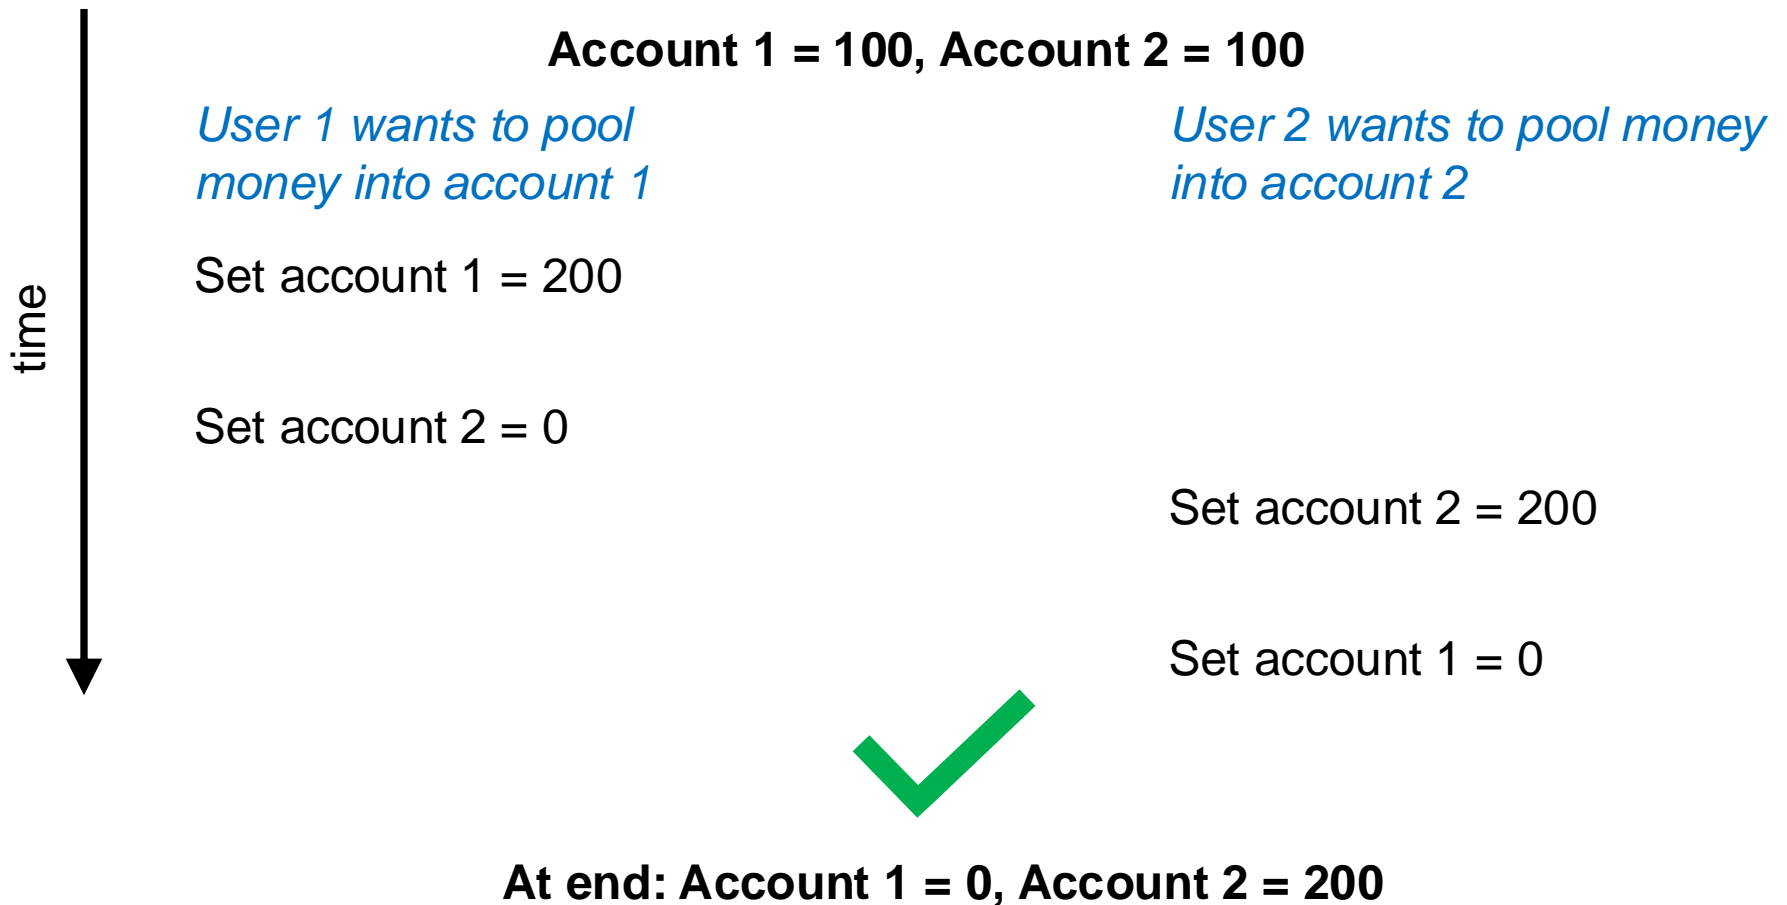 Account 1 = 100, Account 2 = 100
User 1 wants to pool
money into account 1
User 2 wants to pool money
into account 2
Set account 1 = 200
time
Set account 2 = 0
Set account 2 = 200
Set account 1 = 0
At end: Account 1 = 0, Account 2 = 200